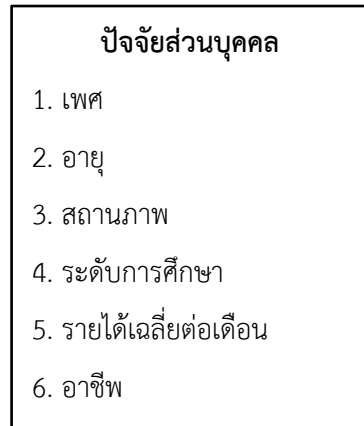 ปัจจัยส่วนบุคคล
1. เพศ
2. อายุ
3. สถานภาพ
4. ระดับการศึกษา
5. รายได้เฉลี่ยต่อเดือน
6. อาชีพ